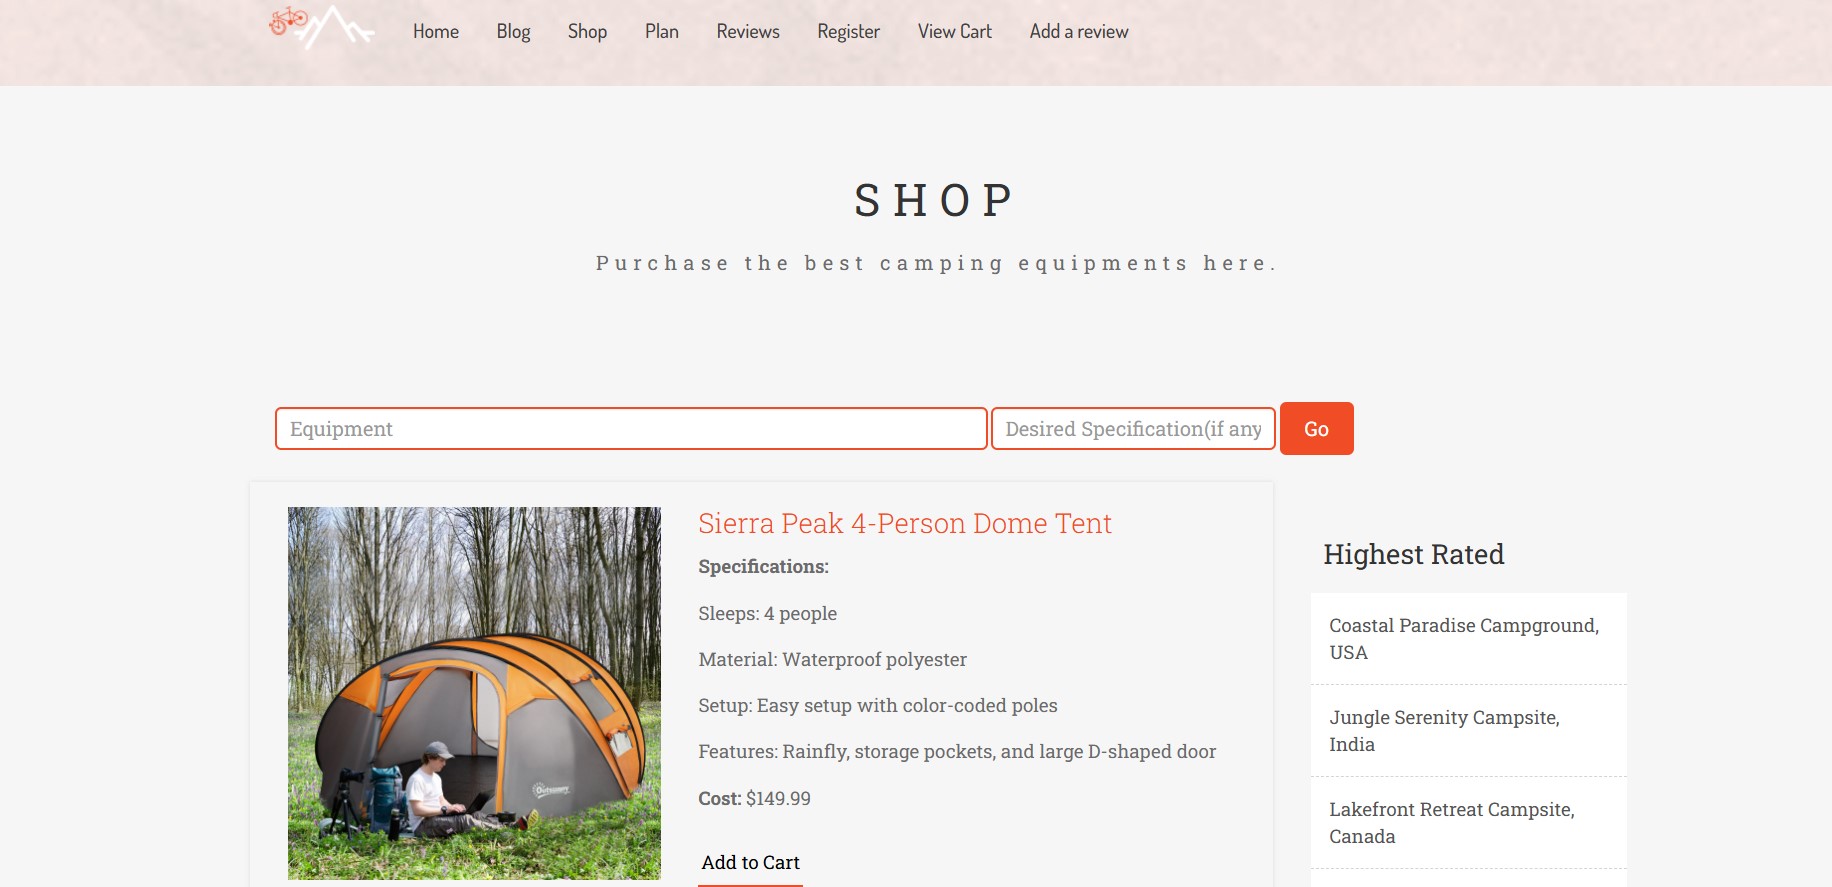 Home Blog Shop Plan Reviews Register View Cart Add a review
SHOP
Purchase the best camping equipments here.
Equipment
Desired Specification(if any
Go
Sierra Peak 4-Person Dome Tent
Specifications:
Sleeps: 4 people
Material: Waterproof polyester
Setup: Easy setup with color-coded poles
Features: Rainfly, storage pockets, and large D-shaped door
Cost: $149.99
Add to Cart
Outsunny
Highest Rated
Coastal Paradise Campground,
USA
Jungle Serenity Campsite,
India
Lakefront Retreat Campsite,
Canada